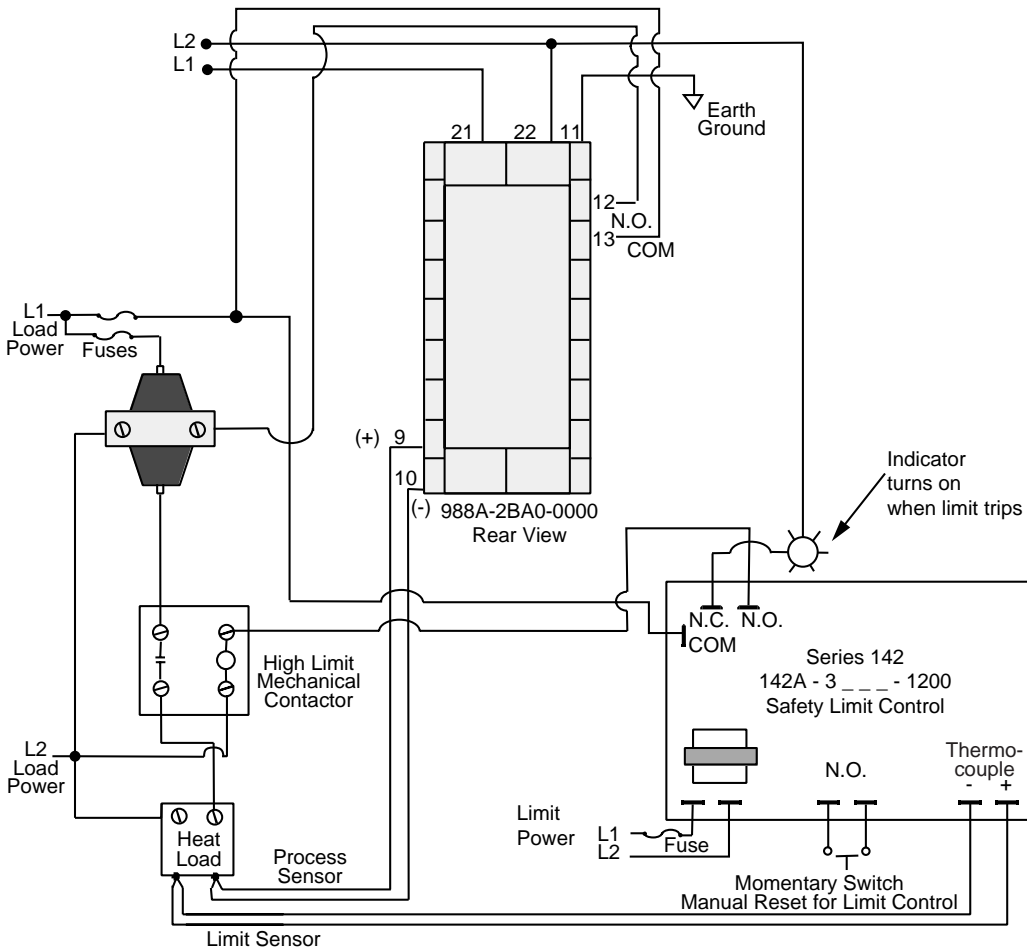 L2
L1
Earth
Ground
21
22
11
12
N.O.
13
COM
L1
Load
Power
Fuses
(+)
9
10
(-)
988A-2BA0-0000
Rear View
Indicator
turns on
when limit trips
N.C.
N.O.
COM
High Limit
Mechanical
Contactor
Series 142
142A - 3 _ _ _ - 1200
Safety Limit Control
L2
Load
Power
N.O.
Thermo-
couple
- +
Heat
Load
Process
Sensor
Limit
Power
L1
L2
Fuse
Momentary Switch
Manual Reset for Limit Control
Limit Sensor